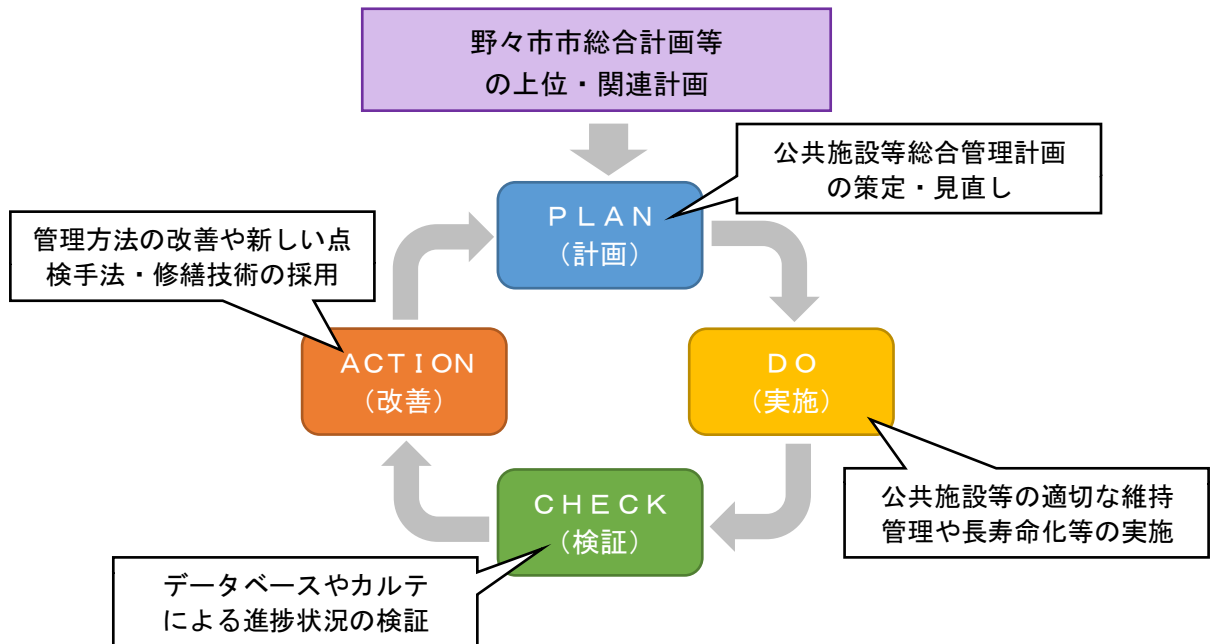 野々市市総合計画等
の上位・関連計画
公共施設等総合管理計画
の策定・見直し
ＰＬＡＮ
（計画）
管理方法の改善や新しい点
検手法・修繕技術の採用
ＡＣＴＩＯＮ
（改善）
ＤＯ
（実施）
公共施設等の適切な維持
管理や長寿命化等の実施
ＣＨＥＣＫ
（検証）
データベースやカルテ
による進捗状況の検証